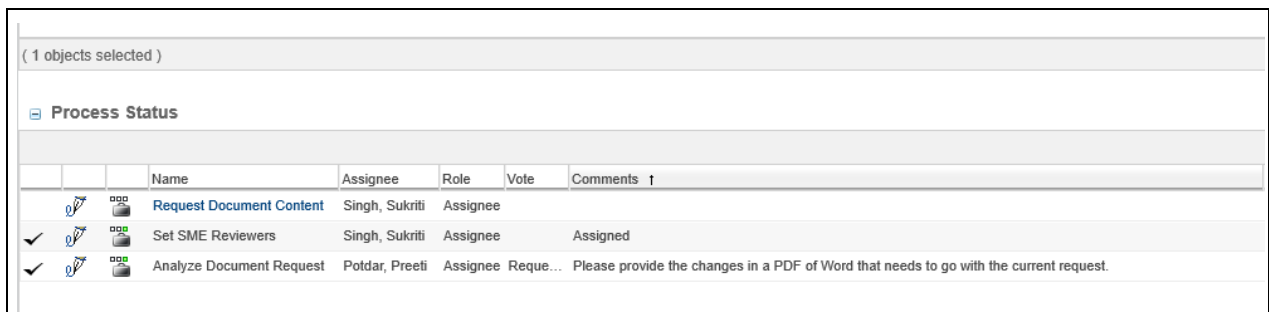 ( 1 objects selected )
Process Status
Name Assignee Role Vote Comments ↑
Request Document Content Singh, Sukriti Assignee
Set SME Reviewers Singh, Sukriti Assignee Assigned
Analyze Document Request Potdar, Preeti Assignee Reque... Please provide the changes in a PDF of Word that needs to go with the current request.